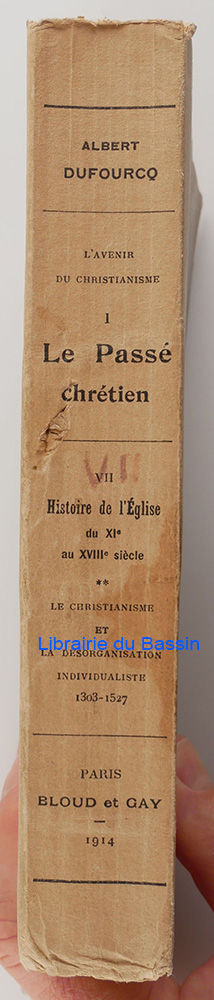 ALBERT
DUFOURCQ
L'AVENIR
DU CHRISTIANISME
1
Le Passé
chrétien
VII
VII
Histoire de l'Église
du XIe
au XVIIIe siècle
**
LE CHRISTIANISME
ET
Librairie du Bassin
LA DÉSORGANISATION
INDIVIDUALISTE
1303-1527
PARIS
BLOUD et GAY
1914